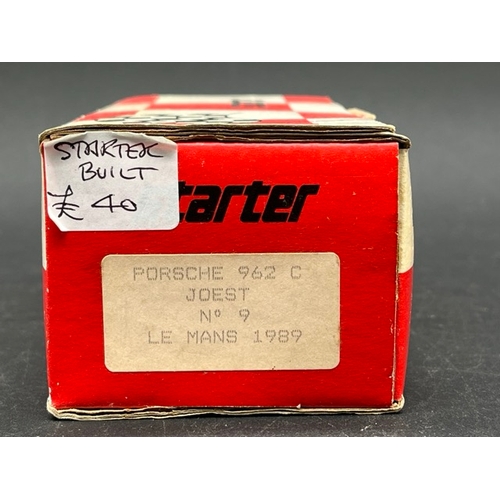 STARTER
BUILT
£40
tarter
PORSCHE 962 C
JOEST
N° 9
LE MANS 1989